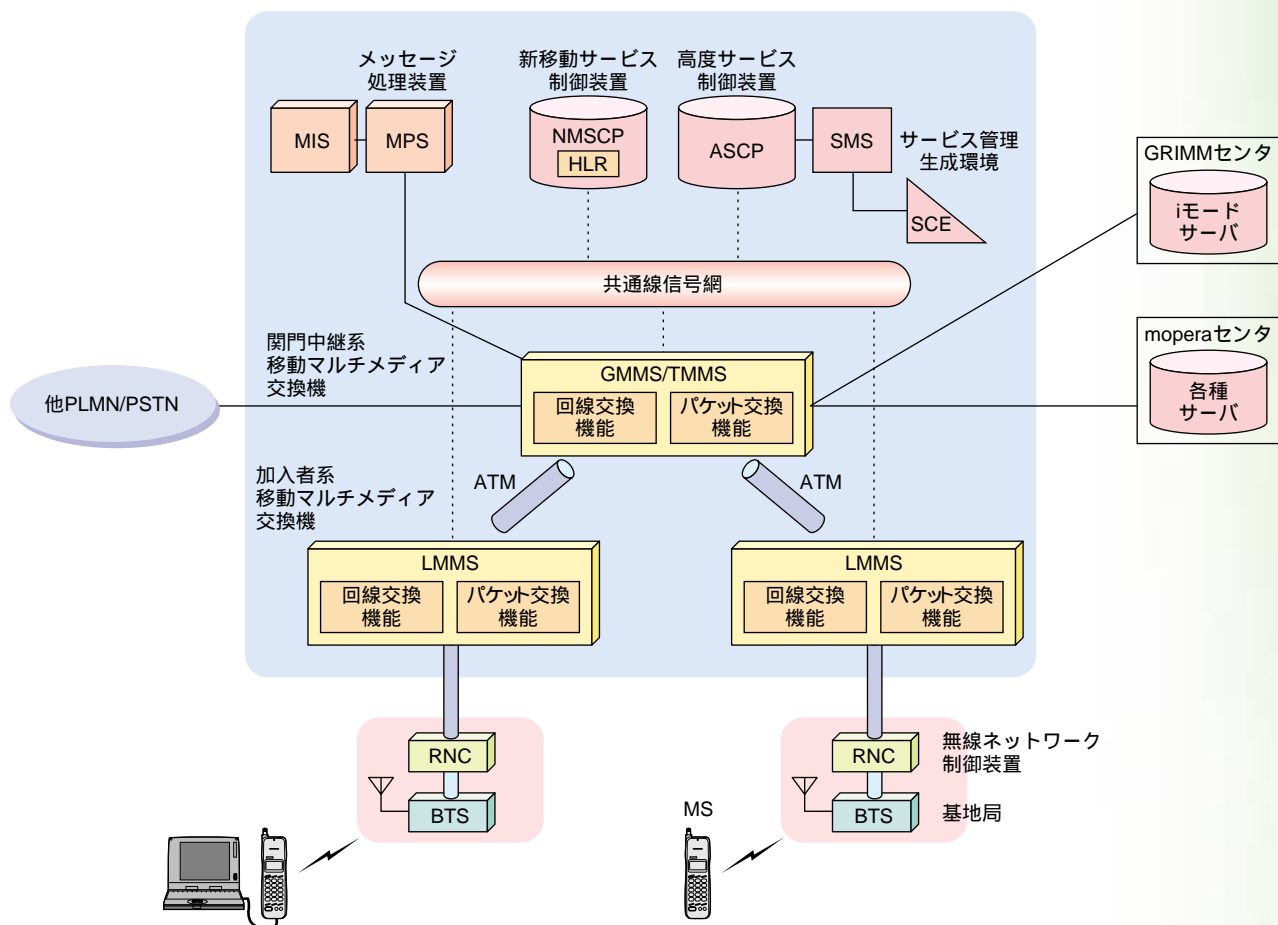 メッセージ
処理装置
新移動サービス
制御装置
高度サービス
制御装置
MIS
MPS
NMSCP
HLR
ASCP
SMS
サービス管理
生成環境
SCE
GRIMMセンタ
iモード
サーバ
共通線信号網
関門中継系
移動マルチメディア
交換機
GMMS/TMMS
回線交換
機能
パケット交換
機能
moperaセンタ
各種
サーバ
他PLMN/PSTN
加入者系
移動マルチメディア
交換機
ATM
ATM
LMMS
回線交換
機能
パケット交換
機能
LMMS
回線交換
機能
パケット交換
機能
RNC
BTS
MS
RNC
BTS
無線ネットワーク
制御装置
基地局